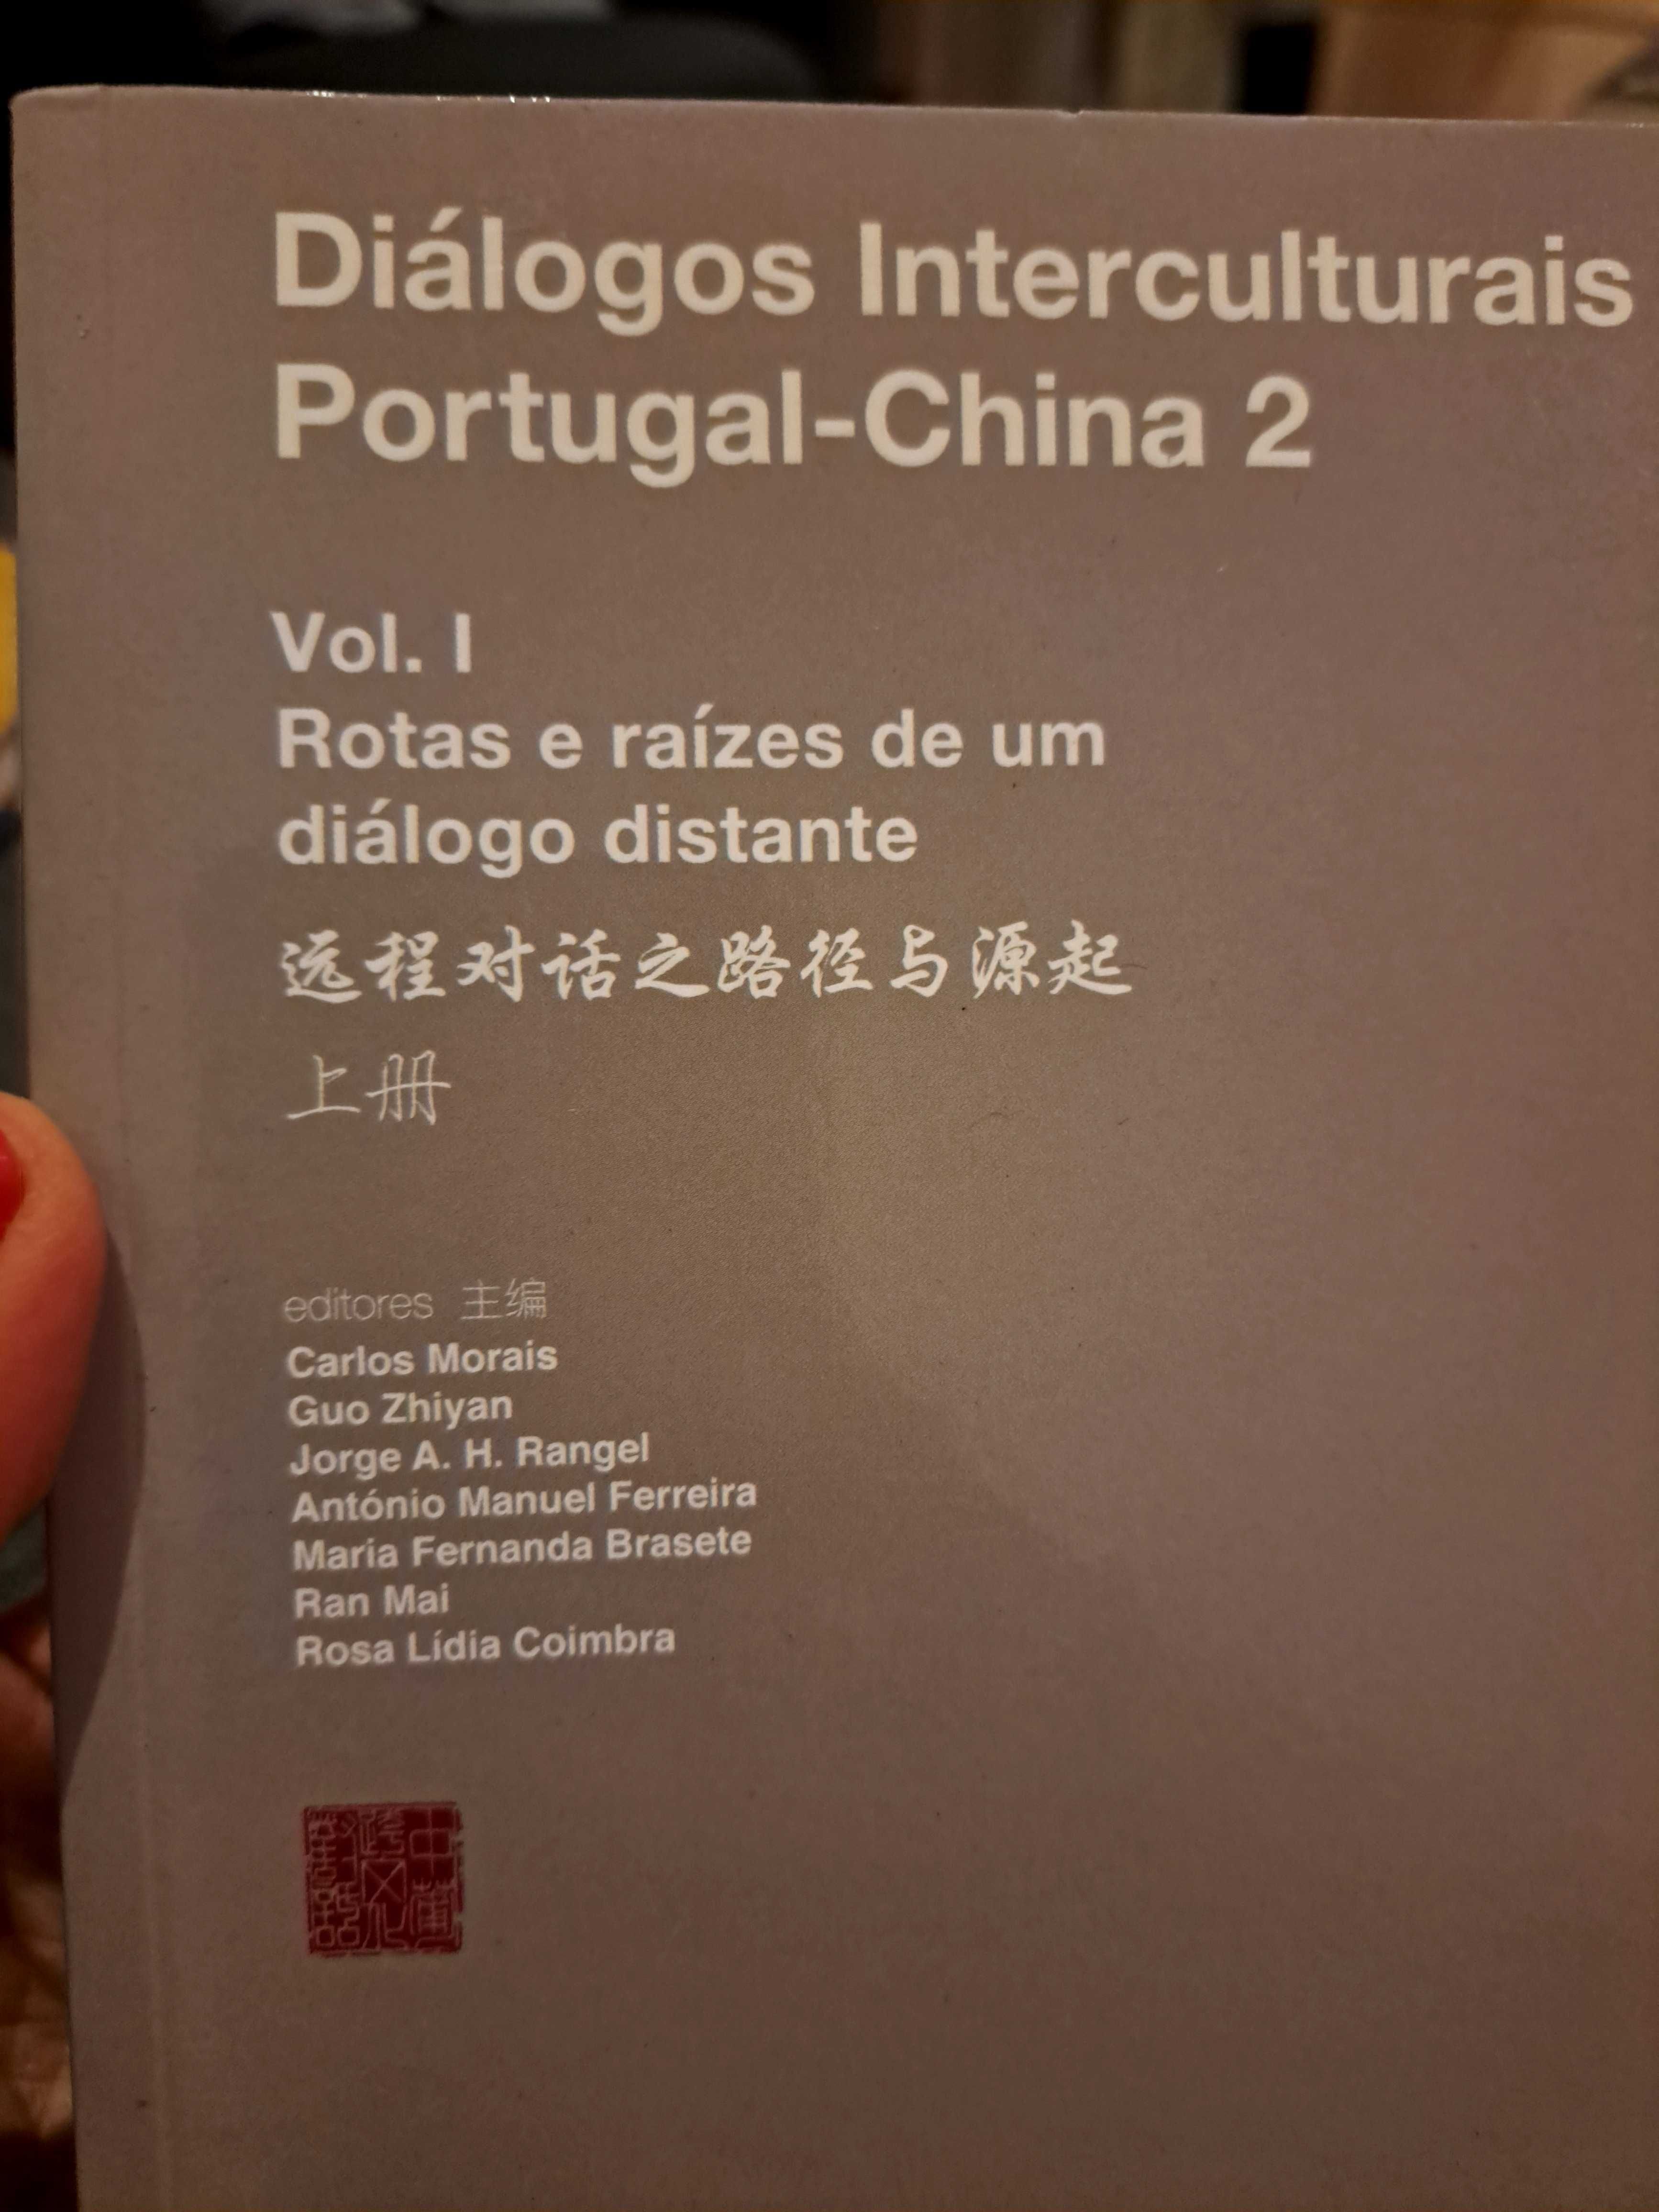 Diálogos Interculturais
Portugal-China 2
Vol. I
Rotas e raízes de um
diálogo distante
远程对话之路径与源起
上册
editores 主编
Carlos Morais
Guo Zhiyan
Jorge A. H. Rangel
António Manuel Ferreira
Maria Fernanda Brasete
Ran Mai
Rosa Lídia Coimbra